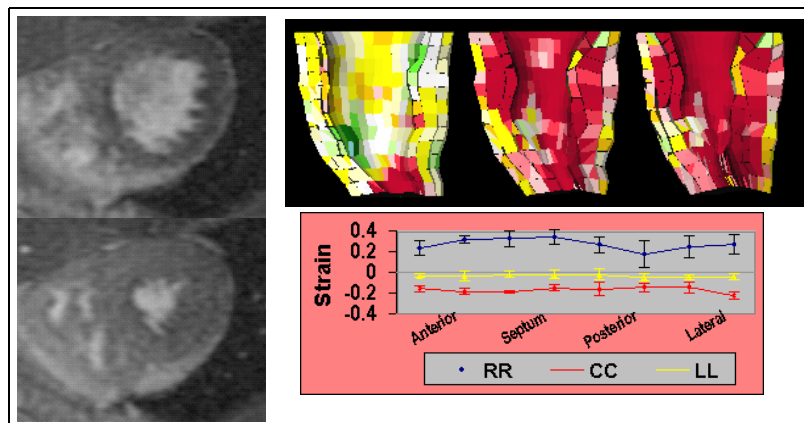 0.4
0.2
0
-0.2
-0.4
Strain
Anterior
Septum
Posterior
Lateral
RR CC LL